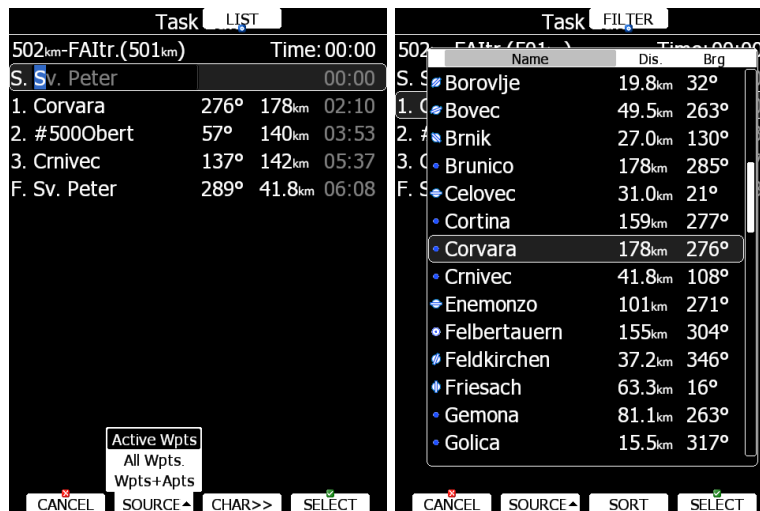 Task LIST
502km-FAItr.(501km) Time: 00:00
S. Sv. Peter 00:00
1. Corvara 276° 178km 02:10
2. #500Obert 57° 140km 03:53
3. Crnivec 137° 142km 05:37
F. Sv. Peter 289° 41.8km 06:08
Active Wpts
All Wpts.
Wpts+Apts
CANCEL SOURCE CHAR>> SELECT
Task FILTER
502
Name Dis. Brg
S. S Borovlje 19.8km 32°
1. Bovec 49.5km 263°
2. # Brnik 27.0km 130°
3. Brunico 178km 285°
F. S Celovec 31.0km 21°
Cortina 159km 277°
Corvara 178km 276°
Crnivec 41.8km 108°
Enemonzo 101km 271°
Felbertauern 155km 304°
Feldkirchen 37.2km 346°
Friesach 63.3km 16°
Gemona 81.1km 263°
Golica 15.5km 317°
CANCEL SOURCE SORT SELECT